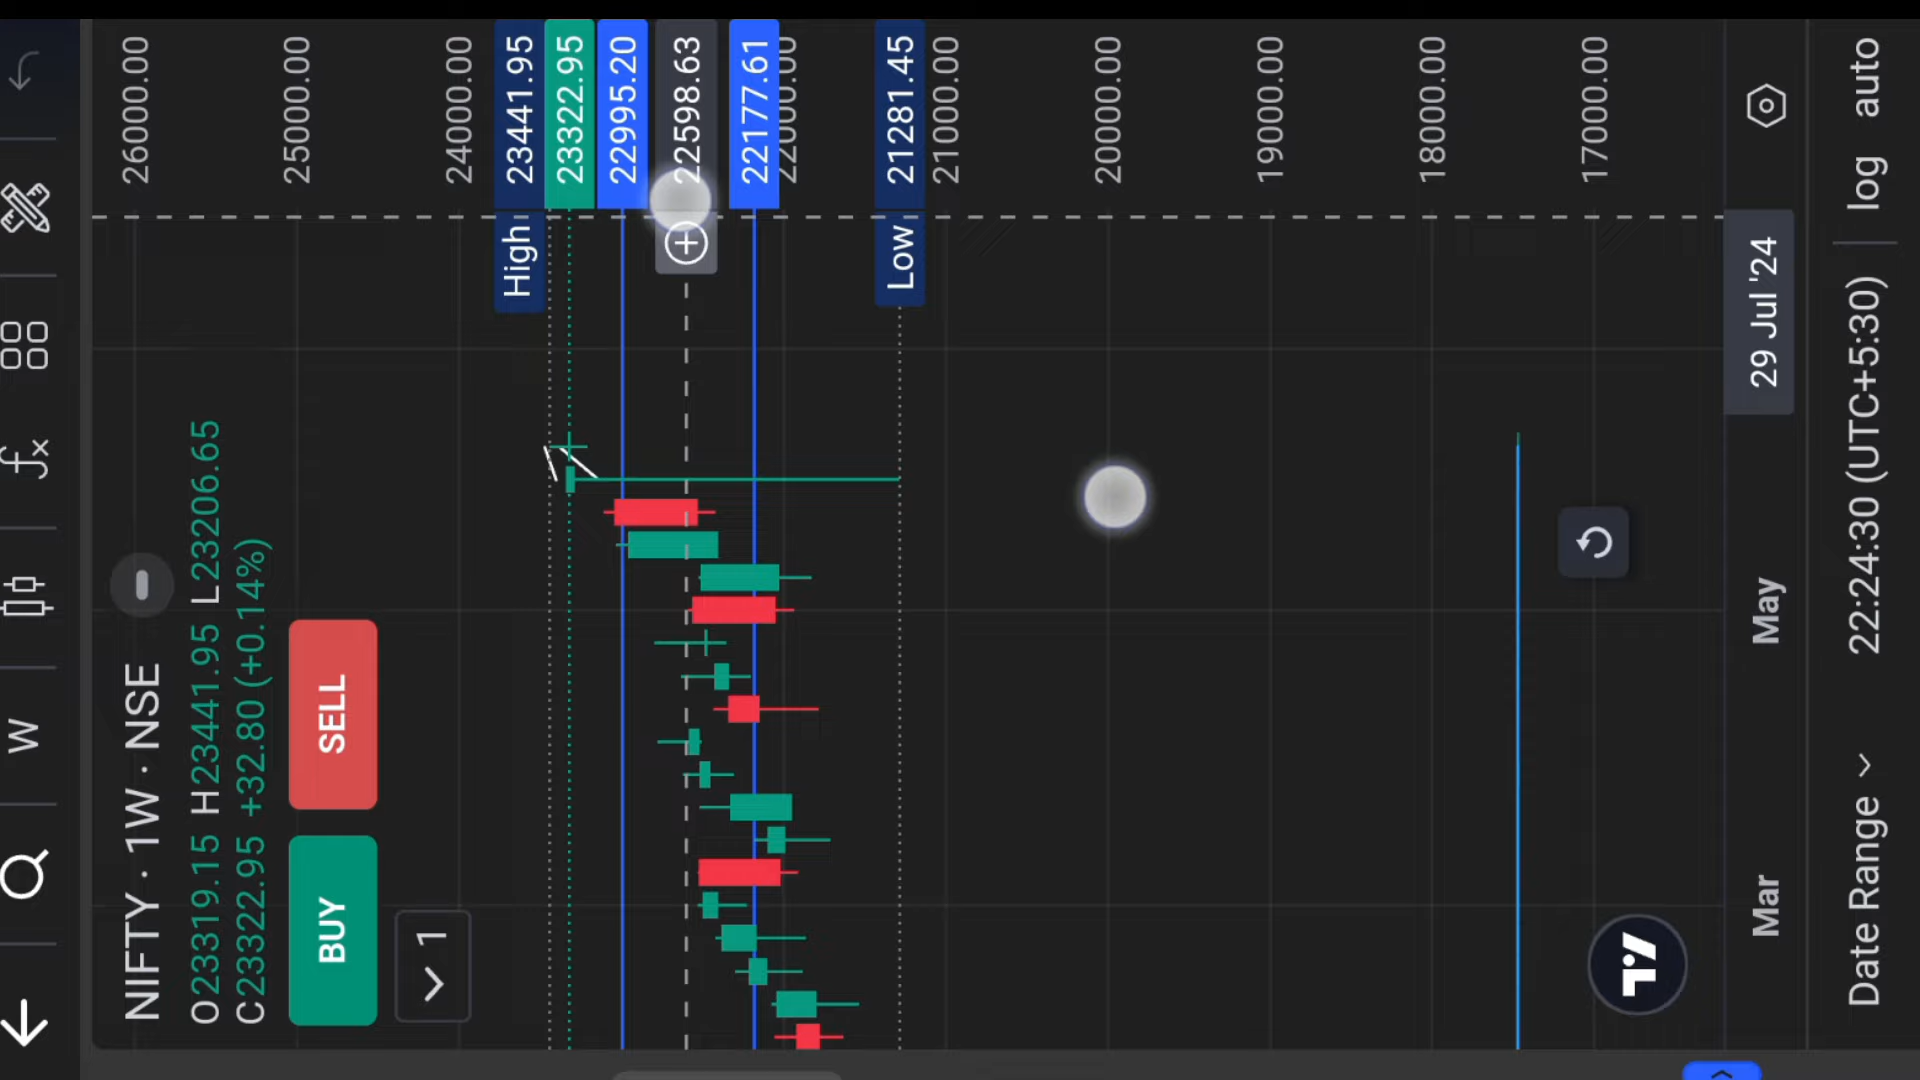 NIFTY · 1W · NSE
O23319.15 H23441.95 L23206.65
C23322.95 +32.80 (+0.14%)
BUY
SELL
1
26000.00
25000.00
24000.00
High
23441.95
23322.95
22995.20
22598.63
22177.61
22000.00
Low
21281.45
21000.00
20000.00
19000.00
18000.00
17000.00
Mar
May
29 Jul '24
Date Range
22:24:30 (UTC+5:30)
log
auto
W
fx